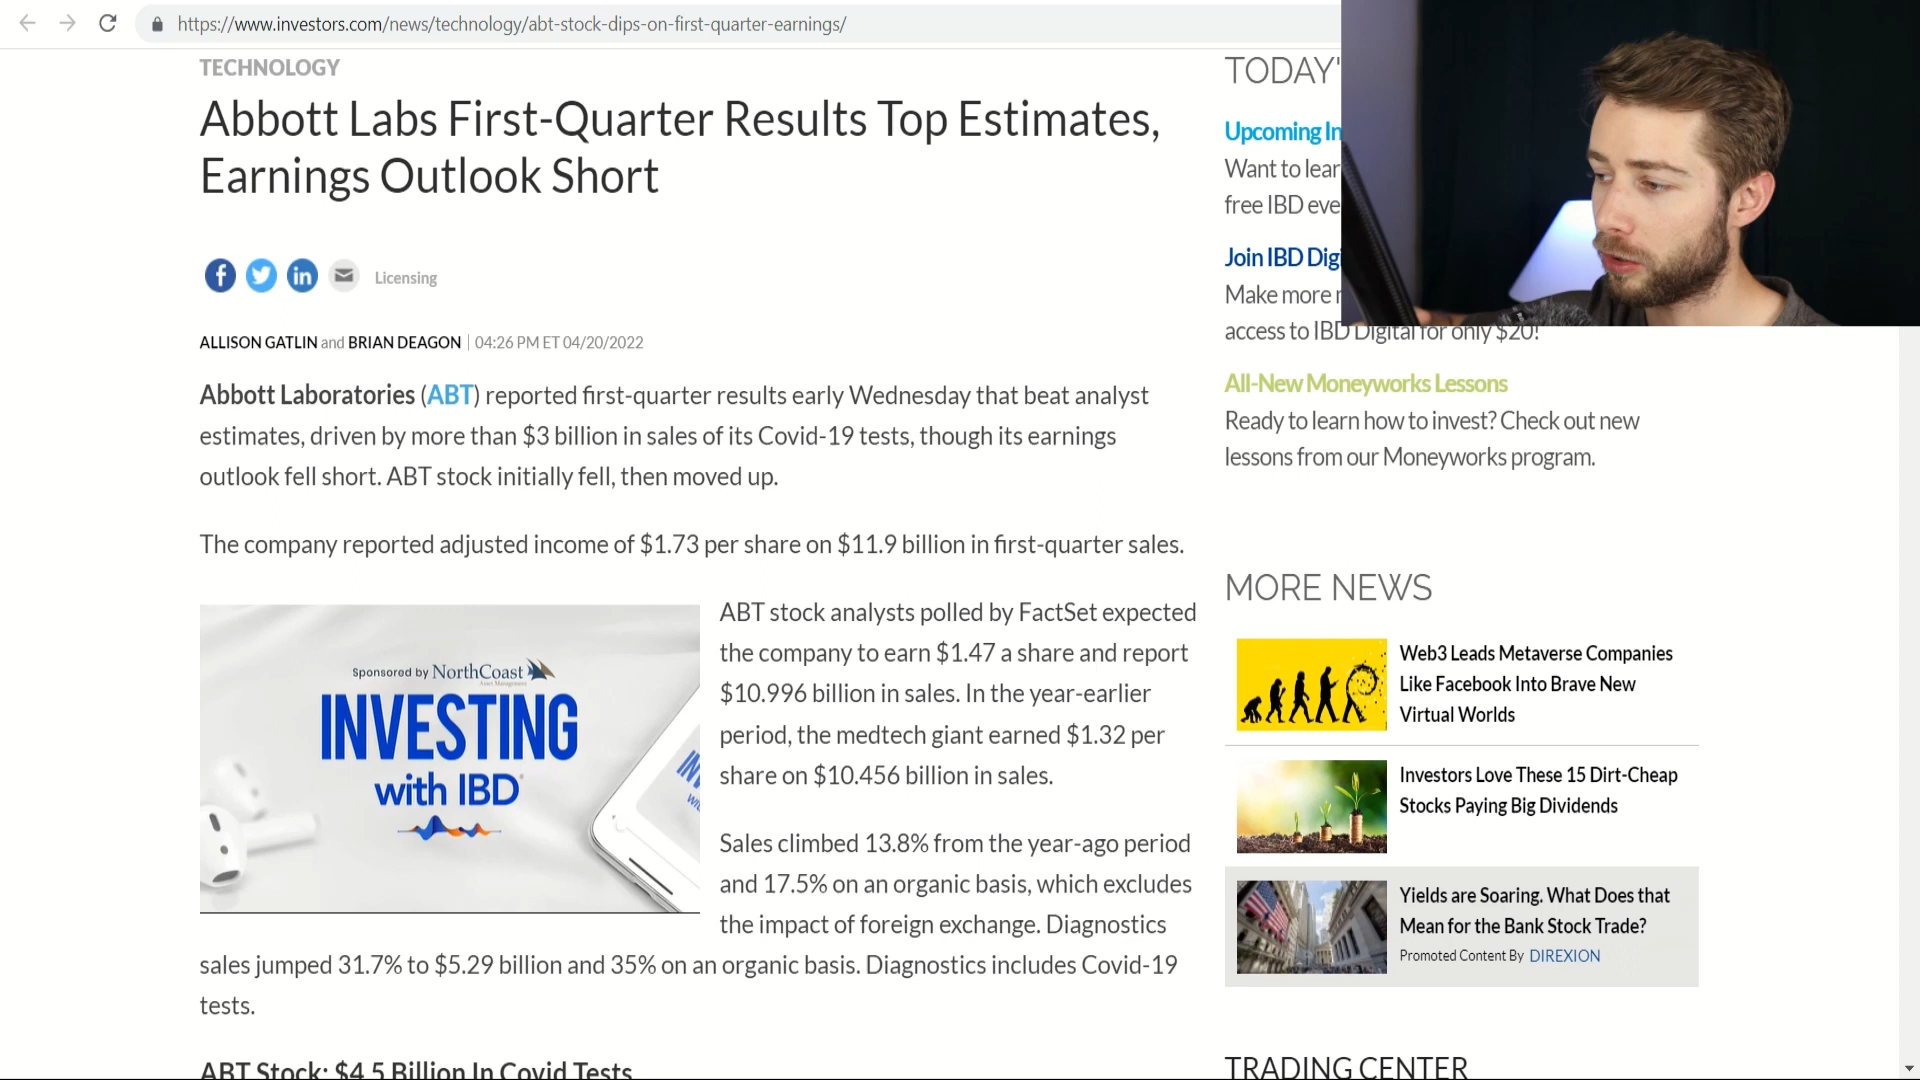 https://www.investors.com/news/technology/abt-stock-dips-on-first-quarter-earnings/
TECHNOLOGY
Abbott Labs First-Quarter Results Top Estimates,
Earnings Outlook Short
Licensing
ALLISON GATLIN and BRIAN DEAGON | 04:26 PM ET 04/20/2022
Abbott Laboratories (ABT) reported first-quarter results early Wednesday that beat analyst
estimates, driven by more than $3 billion in sales of its Covid-19 tests, though its earnings
outlook fell short. ABT stock initially fell, then moved up.
The company reported adjusted income of $1.73 per share on $11.9 billion in first-quarter sales.
Sponsored by NorthCoast
Asset Management
INVESTING
with IBD
ABT stock analysts polled by FactSet expected
the company to earn $1.47 a share and report
$10.996 billion in sales. In the year-earlier
period, the medtech giant earned $1.32 per
share on $10.456 billion in sales.
Sales climbed 13.8% from the year-ago period
and 17.5% on an organic basis, which excludes
the impact of foreign exchange. Diagnostics
sales jumped 31.7% to $5.29 billion and 35% on an organic basis. Diagnostics includes Covid-19
tests.
ABT Stock: $4.5 Billion In Covid Tests
TODAY'
Upcoming In
Want to lear
free IBD eve
Join IBD Digi
Make more
access to IBD Digital for only $20!
All-New Moneyworks Lessons
Ready to learn how to invest? Check out new
lessons from our Moneyworks program.
MORE NEWS
Web3 Leads Metaverse Companies
Like Facebook Into Brave New
Virtual Worlds
Investors Love These 15 Dirt-Cheap
Stocks Paying Big Dividends
Yields are Soaring. What Does that
Mean for the Bank Stock Trade?
Promoted Content By DIREXION
TRADING CENTER